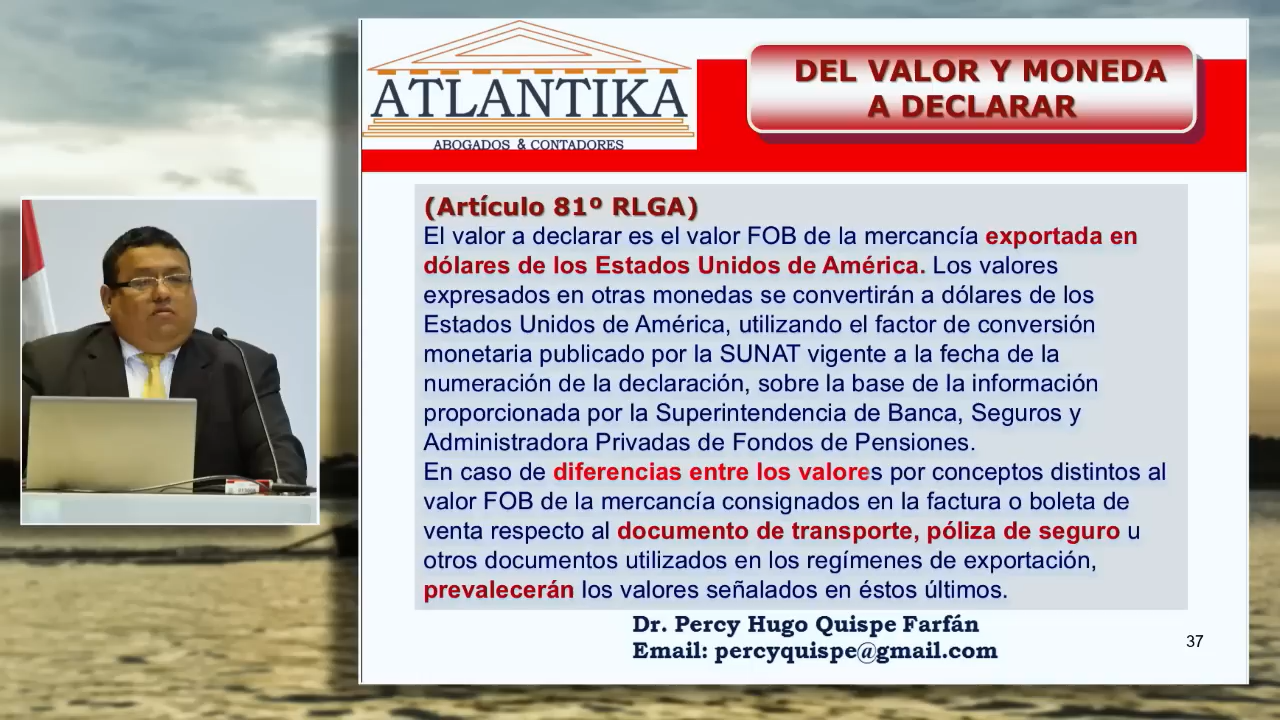 ATLANTIKA
ABOGADOS & CONTADORES
DEL VALOR Y MONEDA
A DECLARAR
(Artículo 81º RLGA)
El valor a declarar es el valor FOB de la mercancía exportada en
dólares de los Estados Unidos de América. Los valores
expresados en otras monedas se convertirán a dólares de los
Estados Unidos de América, utilizando el factor de conversión
monetaria publicado por la SUNAT vigente a la fecha de la
numeración de la declaración, sobre la base de la información
proporcionada por la Superintendencia de Banca, Seguros y
Administradora Privadas de Fondos de Pensiones.
En caso de diferencias entre los valores por conceptos distintos al
valor FOB de la mercancía consignados en la factura o boleta de
venta respecto al documento de transporte, póliza de seguro u
otros documentos utilizados en los regímenes de exportación,
prevalecerán los valores señalados en éstos últimos.
Dr. Percy Hugo Quispe Farfán
Email: percyquispe@gmail.com
37